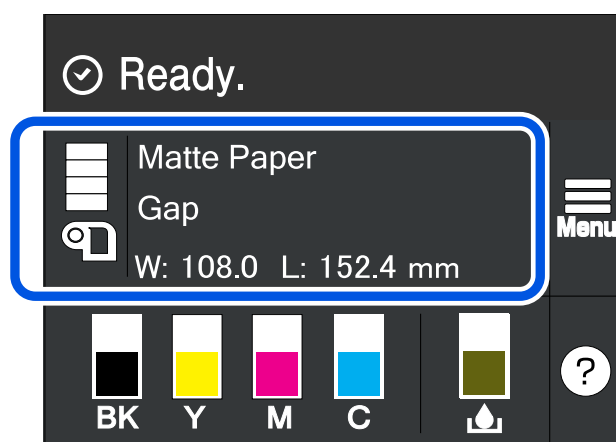 Ready.
Matte Paper
Gap
W: 108.0 L: 152.4 mm
Menu
BK Y M C
?